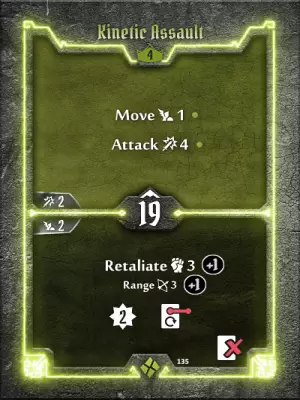 Kinetic Assault
4
Move 1
Attack 4
2
19
2
Retaliate 3 +1
Range 3 +1
2
135